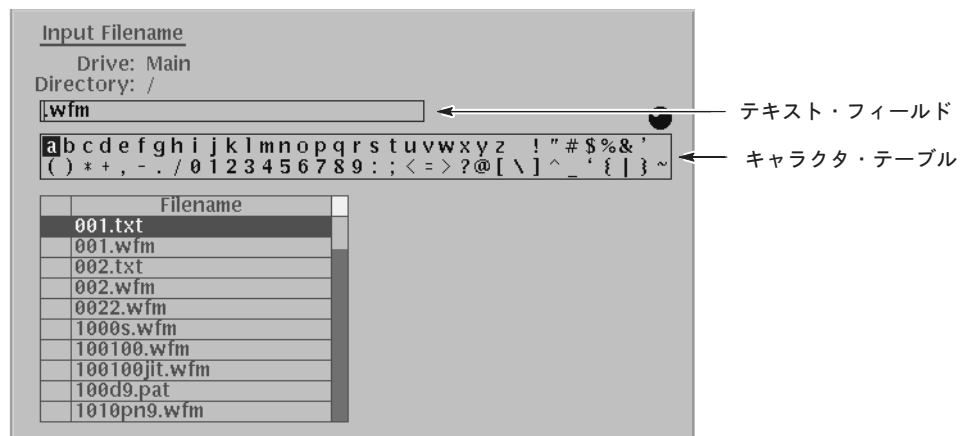 Input Filename
Drive: Main
Directory: /
.wfm
テキスト・フィールド
a b c d e f g h i j k l m n o p q r s t u v w x y z ! " # $ % & '
( ) * + , - . / 0 1 2 3 4 5 6 7 8 9 : ; < = > ? @ [ \ ] ^ _ ‘ { | } ~
キャラクタ・テーブル
Filename
001.txt
001.wfm
002.txt
002.wfm
0022.wfm
1000s.wfm
100100.wfm
100100jit.wfm
100d9.pat
1010pn9.wfm